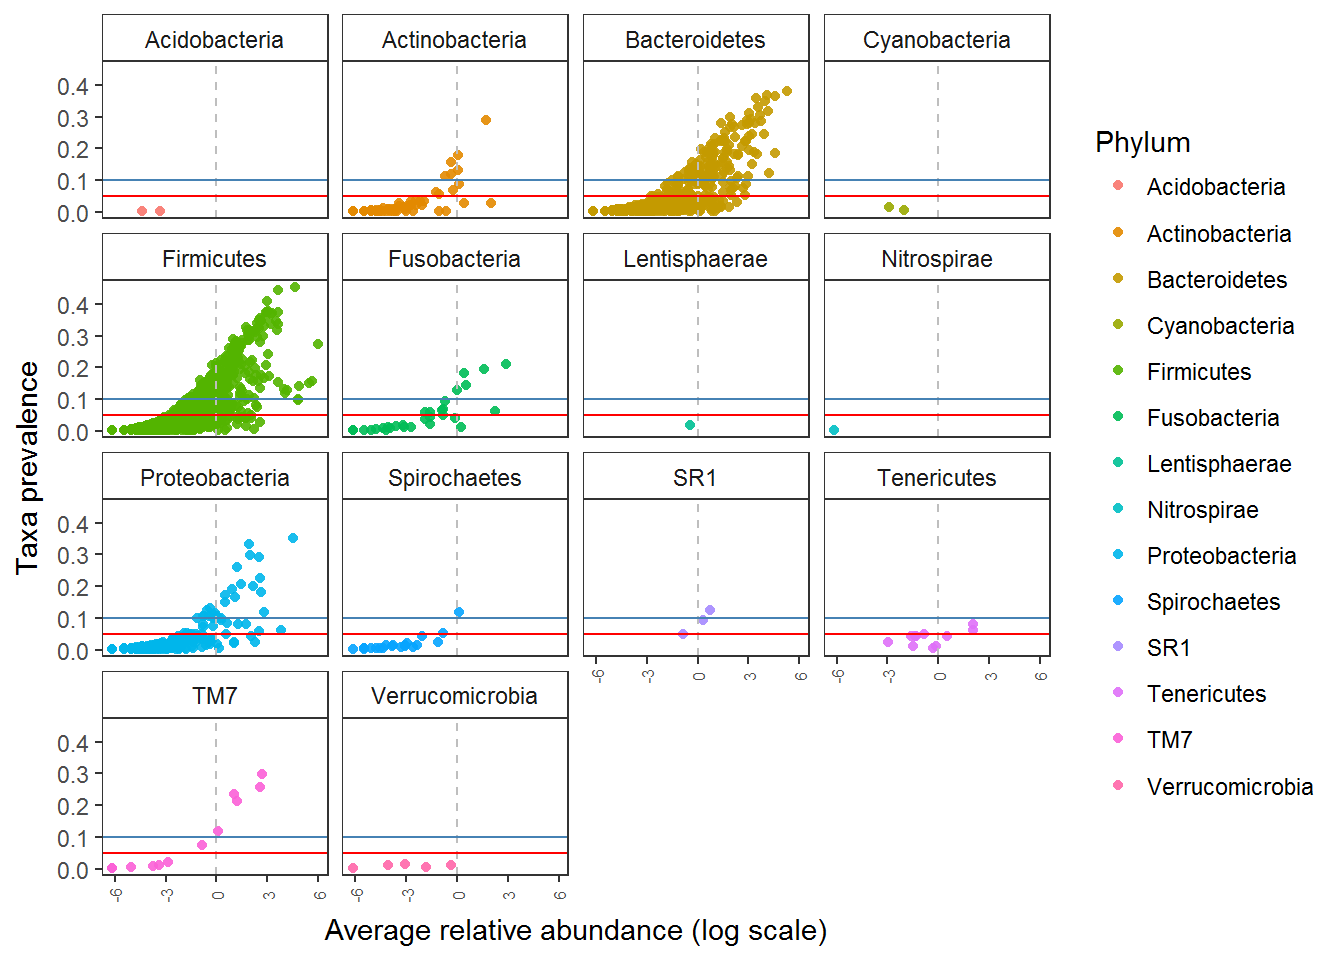 Acidobacteria Actinobacteria Bacteroidetes Cyanobacteria
0.4
0.3
0.2
0.1
0.0
Firmicutes Fusobacteria Lentisphaerae Nitrospirae
0.4
0.3
0.2
0.1
0.0
Proteobacteria Spirochaetes SR1 Tenericutes
0.4
0.3
0.2
0.1
0.0
-6 -3 0 3 6 -6 -3 0 3 6
TM7 Verrucomicrobia
0.4
0.3
0.2
0.1
0.0
-6 -3 0 3 6 -6 -3 0 3 6
Taxa prevalence
Average relative abundance (log scale)
Phylum
Acidobacteria
Actinobacteria
Bacteroidetes
Cyanobacteria
Firmicutes
Fusobacteria
Lentisphaerae
Nitrospirae
Proteobacteria
Spirochaetes
SR1
Tenericutes
TM7
Verrucomicrobia